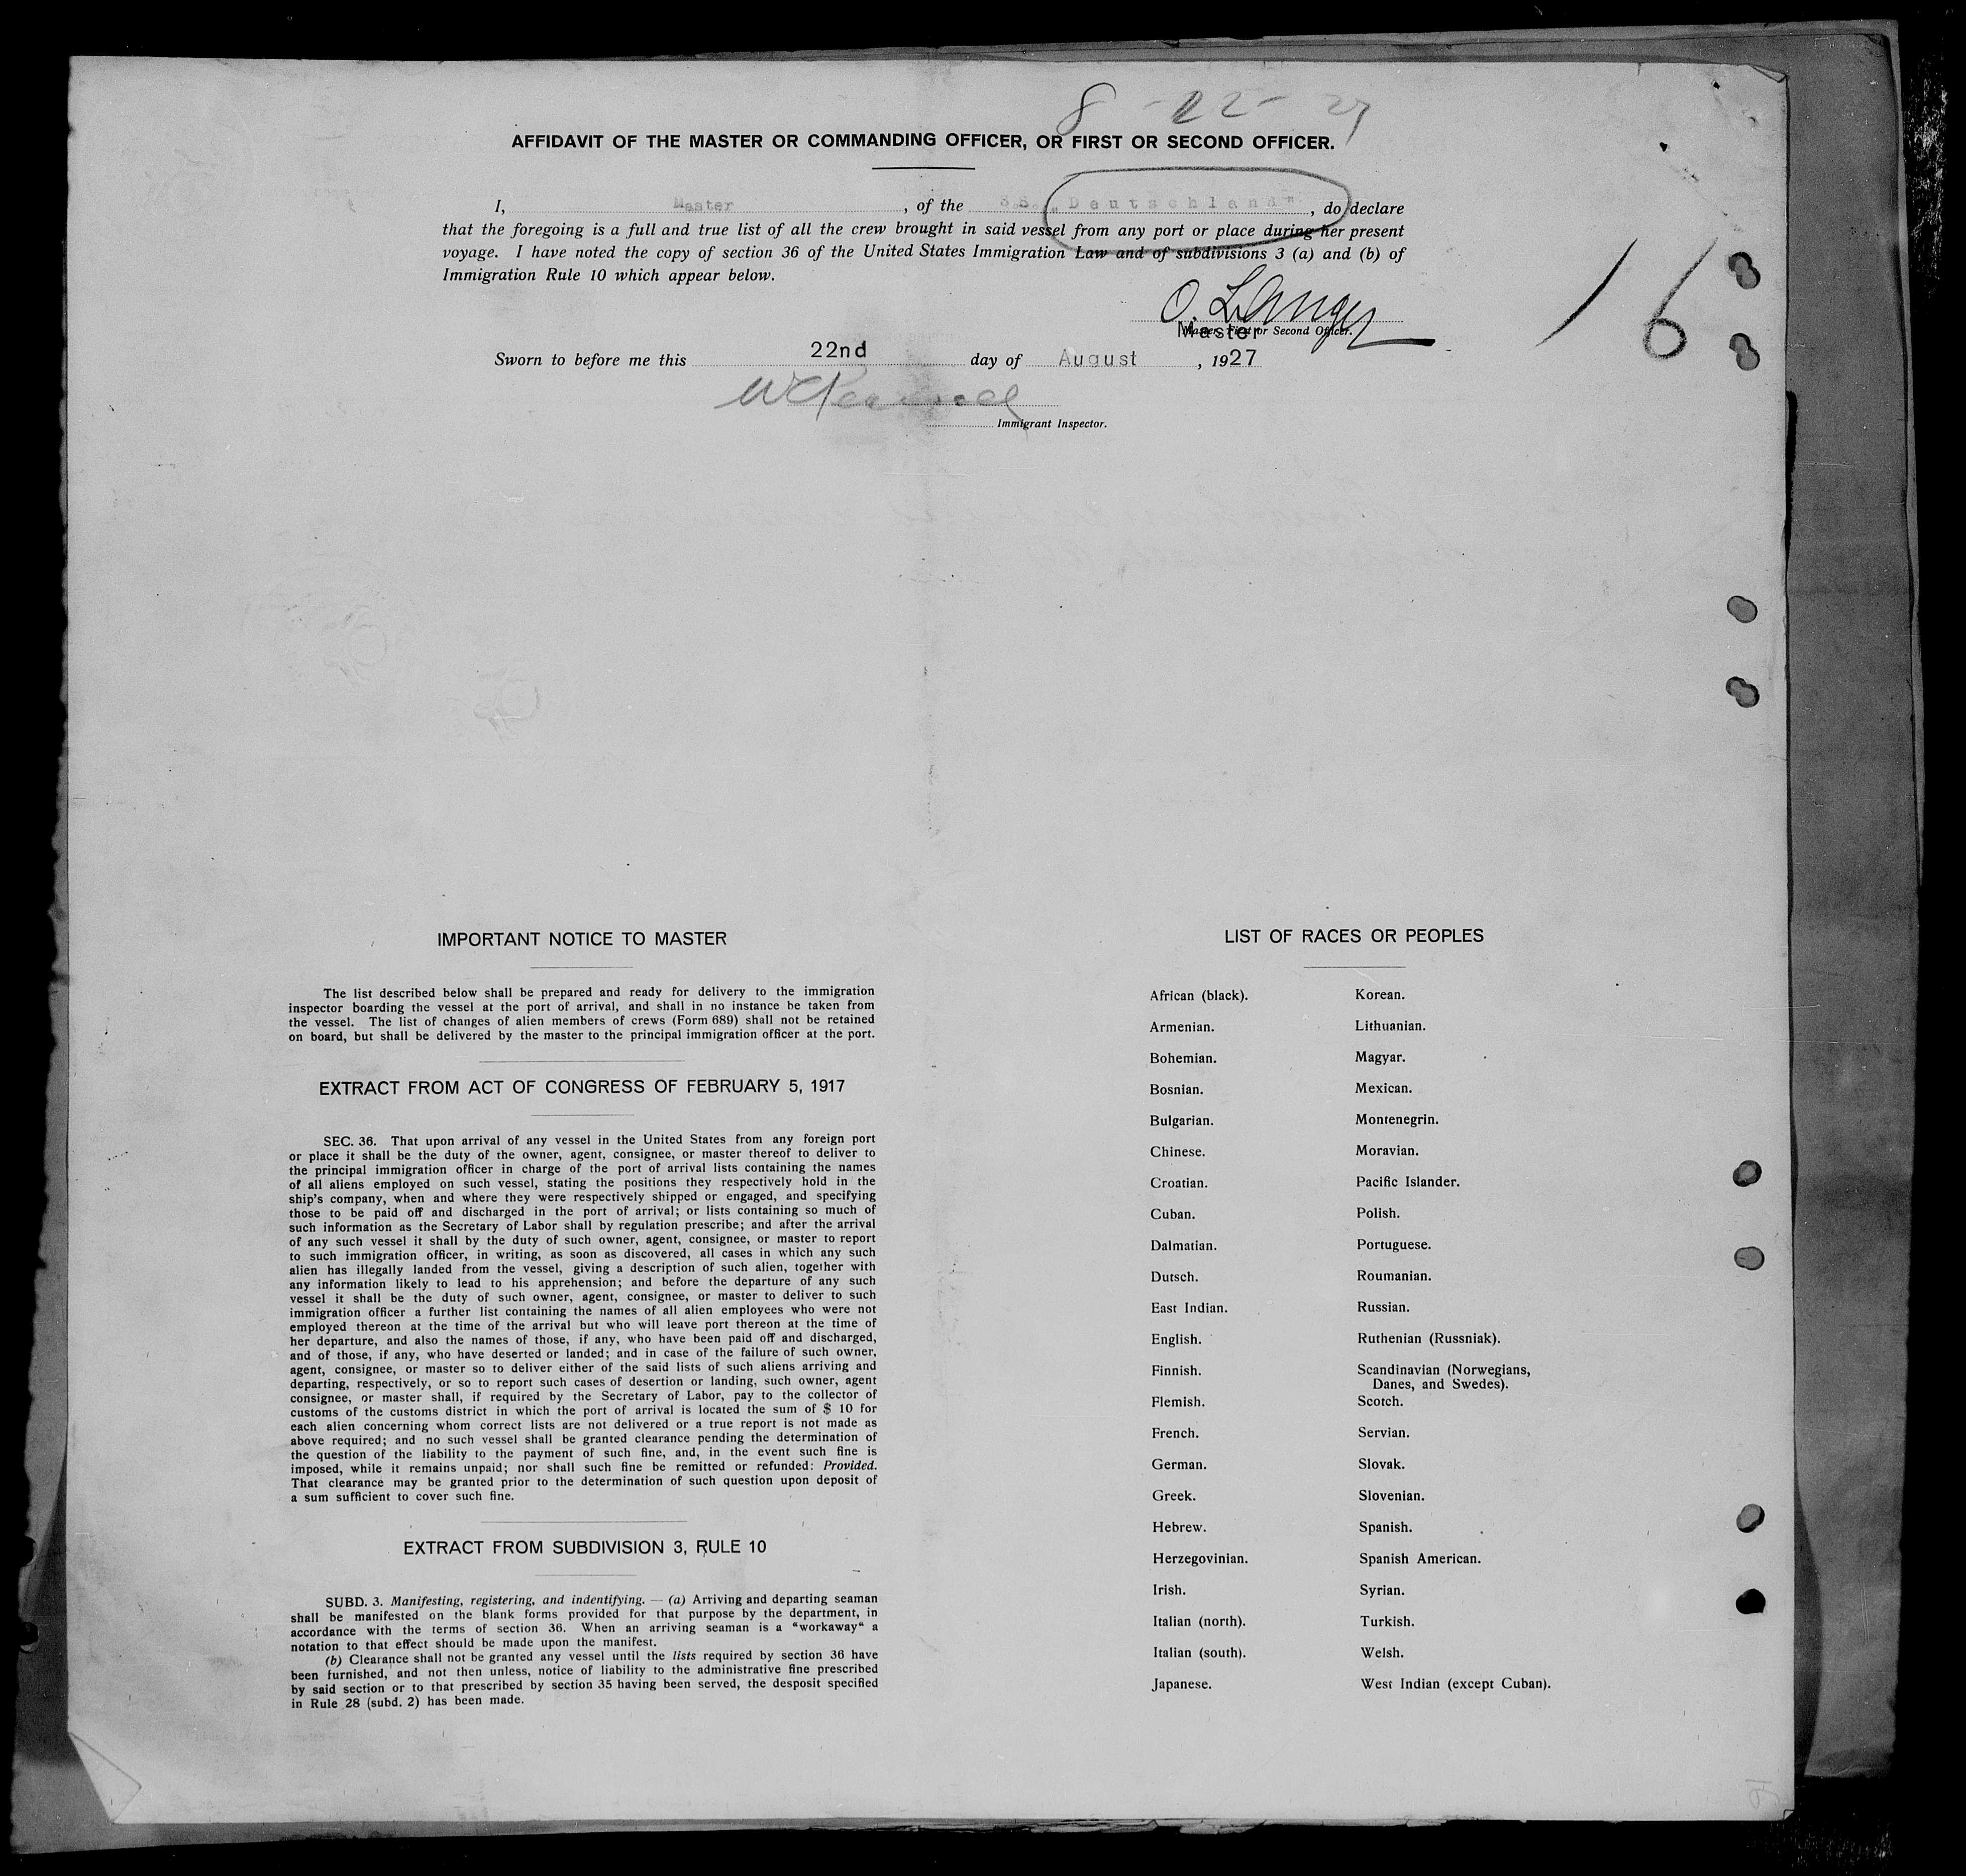 8-22-27
AFFIDAVIT OF THE MASTER OR COMMANDING OFFICER, OR FIRST OR SECOND OFFICER.
I, Master, of the S.S. „Deutschland", do declare
that the foregoing is a full and true list of all the crew brought in said vessel from any port or place during her present
voyage. I have noted the copy of section 36 of the United States Immigration Law and of subdivisions 3 (a) and (b) of
Immigration Rule 10 which appear below.
16
O. Langer
Master
Master, First or Second Officer.
Sworn to before me this 22nd day of August, 1927
Immigrant Inspector.
IMPORTANT NOTICE TO MASTER
The list described below shall be prepared and ready for delivery to the immigration
inspector boarding the vessel at the port of arrival, and shall in no instance be taken from
the vessel. The list of changes of alien members of crews (Form 689) shall not be retained
on board, but shall be delivered by the master to the principal immigration officer at the port.
EXTRACT FROM ACT OF CONGRESS OF FEBRUARY 5, 1917
SEC. 36. That upon arrival of any vessel in the United States from any foreign port
or place it shall be the duty of the owner, agent, consignee, or master thereof to deliver to
the principal immigration officer in charge of the port of arrival lists containing the names
of all aliens employed on such vessel, stating the positions they respectively hold in the
ship's company, when and where they were respectively shipped or engaged, and specifying
those to be paid off and discharged in the port of arrival; or lists containing so much of
such information as the Secretary of Labor shall by regulation prescribe; and after the arrival
of any such vessel it shall by the duty of such owner, agent, consignee, or master to report
to such immigration officer, in writing, as soon as discovered, all cases in which any such
alien has illegally landed from the vessel, giving a description of such alien, together with
any information likely to lead to his apprehension; and before the departure of any such
vessel it shall be the duty of such owner, agent, consignee, or master to deliver to such
immigration officer a further list containing the names of all alien employees who were not
employed thereon at the time of the arrival but who will leave port thereon at the time of
her departure, and also the names of those, if any, who have been paid off and discharged,
and of those, if any, who have deserted or landed; and in case of the failure of such owner,
agent, consignee, or master so to deliver either of the said lists of such aliens arriving and
departing, respectively, or so to report such cases of desertion or landing, such owner, agent
consignee, or master shall, if required by the Secretary of Labor, pay to the collector of
customs of the customs district in which the port of arrival is located the sum of $ 10 for
each alien concerning whom correct lists are not delivered or a true report is not made as
above required; and no such vessel shall be granted clearance pending the determination of
the question of the liability to the payment of such fine, and, in the event such fine is
imposed, while it remains unpaid; nor shall such fine be remitted or refunded: Provided.
That clearance may be granted prior to the determination of such question upon deposit of
a sum sufficient to cover such fine.
EXTRACT FROM SUBDIVISION 3, RULE 10
SUBD. 3. Manifesting, registering, and indentifying. — (a) Arriving and departing seaman
shall be manifested on the blank forms provided for that purpose by the department, in
accordance with the terms of section 36. When an arriving seaman is a "workaway" a
notation to that effect should be made upon the manifest.
(b) Clearance shall not be granted any vessel until the lists required by section 36 have
been furnished, and not then unless, notice of liability to the administrative fine prescribed
by said section or to that prescribed by section 35 having been served, the desposit specified
in Rule 28 (subd. 2) has been made.
LIST OF RACES OR PEOPLES
African (black).
Armenian.
Bohemian.
Bosnian.
Bulgarian.
Chinese.
Croatian.
Cuban.
Dalmatian.
Dutsch.
East Indian.
English.
Finnish.
Flemish.
French.
German.
Greek.
Hebrew.
Herzegovinian.
Irish.
Italian (north).
Italian (south).
Japanese.
Korean.
Lithuanian.
Magyar.
Mexican.
Montenegrin.
Moravian.
Pacific Islander.
Polish.
Portuguese.
Roumanian.
Russian.
Ruthenian (Russniak).
Scandinavian (Norwegians,
Danes, and Swedes).
Scotch.
Servian.
Slovak.
Slovenian.
Spanish.
Spanish American.
Syrian.
Turkish.
Welsh.
West Indian (except Cuban).